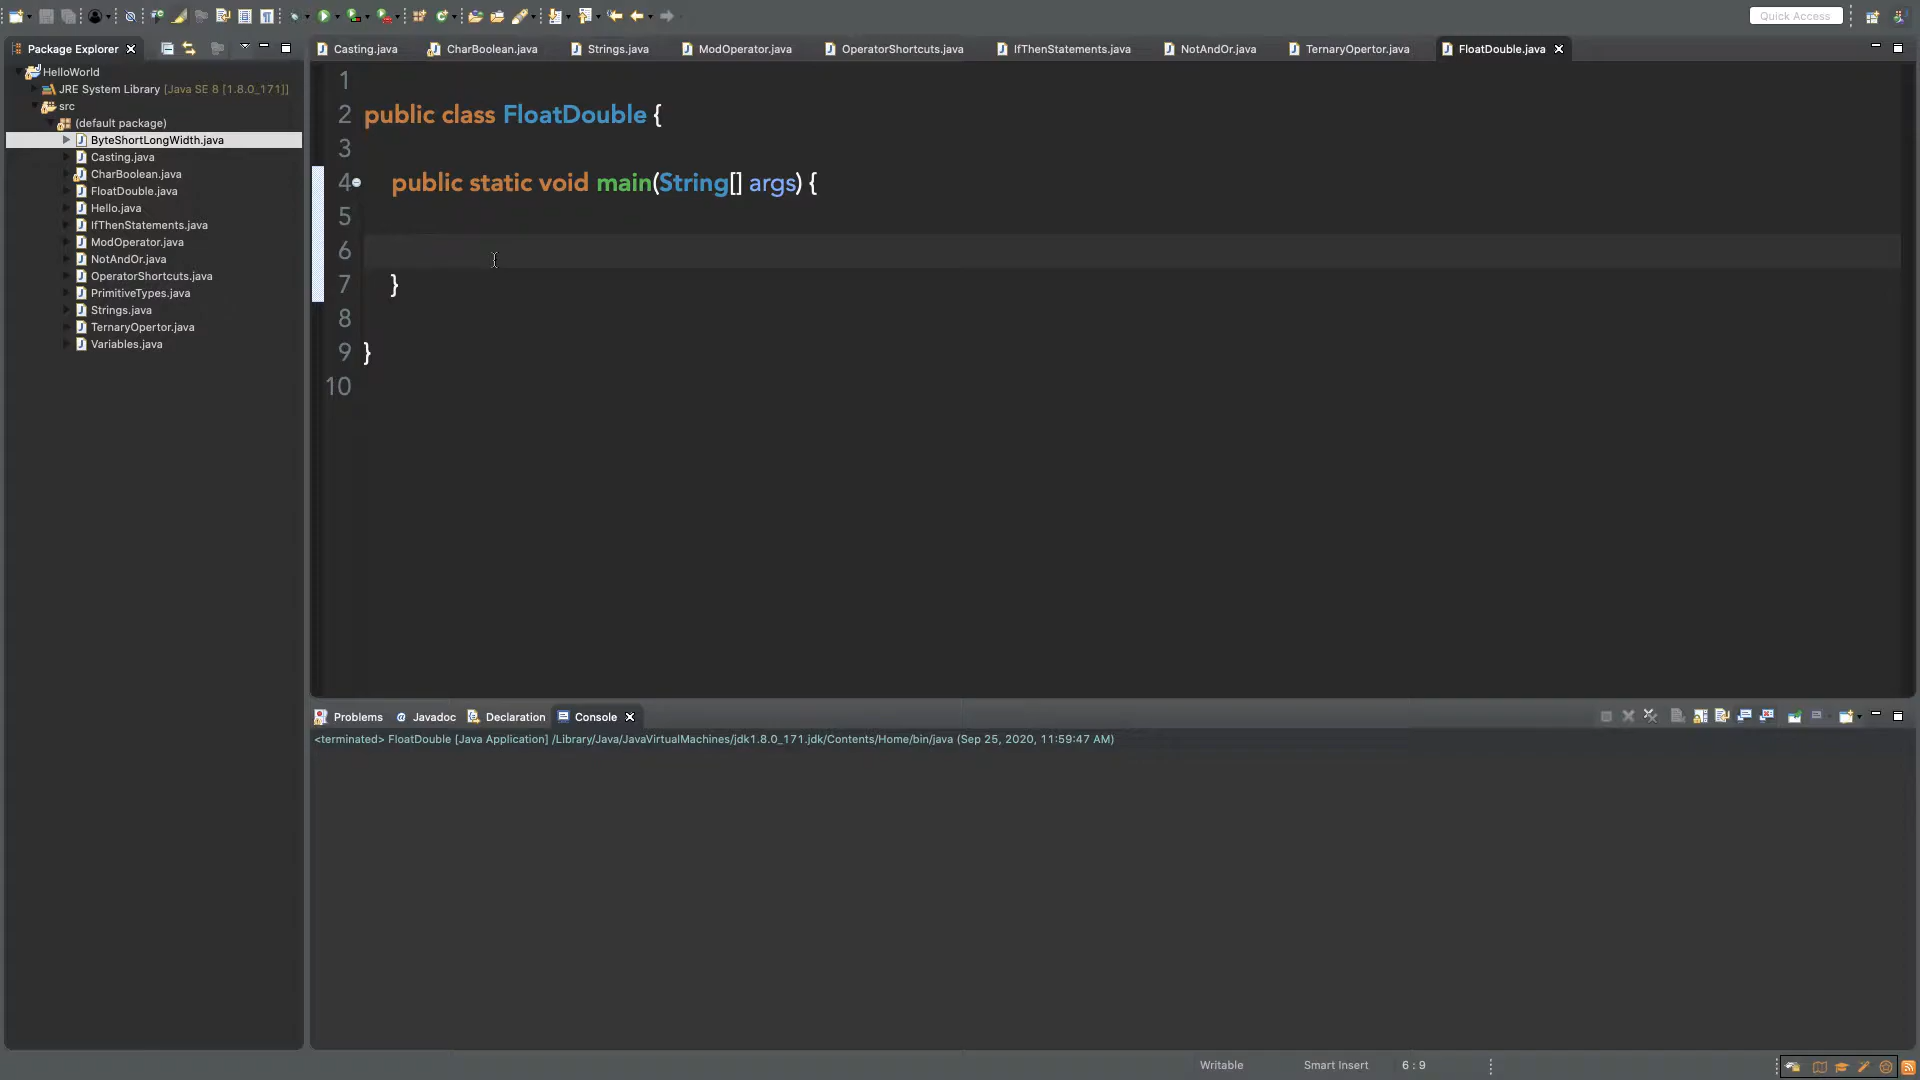 Quick Access
Package Explorer
Casting.java
CharBoolean.java
Strings.java
ModOperator.java
OperatorShortcuts.java
IfThenStatements.java
NotAndOr.java
TernaryOpertor.java
FloatDouble.java
HelloWorld
JRE System Library [Java SE 8 [1.8.0_171]]
src
(default package)
ByteShortLongWidth.java
Casting.java
CharBoolean.java
FloatDouble.java
Hello.java
IfThenStatements.java
ModOperator.java
NotAndOr.java
OperatorShortcuts.java
PrimitiveTypes.java
Strings.java
TernaryOpertor.java
Variables.java
1
2 public class FloatDouble {
3
4 public static void main(String[] args) {
5
6
7 }
8
9 }
10
Problems
@ Javadoc
Declaration
Console
<terminated> FloatDouble [Java Application] /Library/Java/JavaVirtualMachines/jdk1.8.0_171.jdk/Contents/Home/bin/java (Sep 25, 2020, 11:59:47 AM)
Writable
Smart Insert
6 : 9